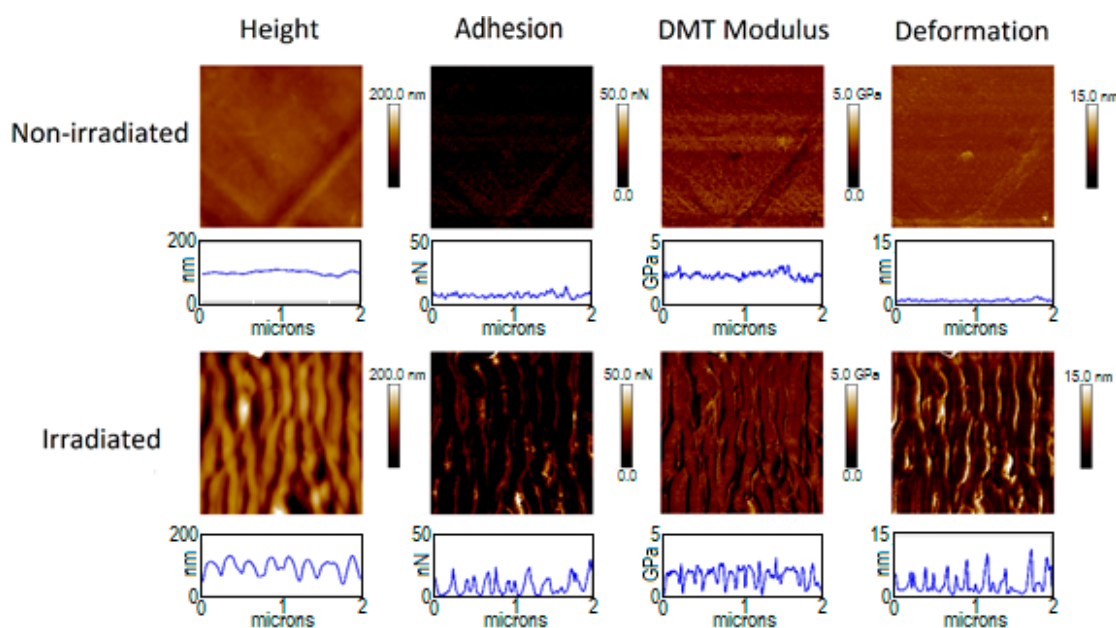 Height Adhesion DMT Modulus Deformation
Non-irradiated
200.0 nm
50.0 nN
0.0
5.0 GPa
0.0
15.0 nm
200
nm
0
0 1 2
microns
50
nN
0
0 1 2
microns
5
GPa
0
0 1 2
microns
15
nm
0
0 1 2
microns
Irradiated
200.0 nm
50.0 nN
0.0
5.0 GPa
0.0
15.0 nm
200
nm
0
0 1 2
microns
50
nN
0
0 1 2
microns
5
GPa
0
0 1 2
microns
15
nm
0
0 1 2
microns